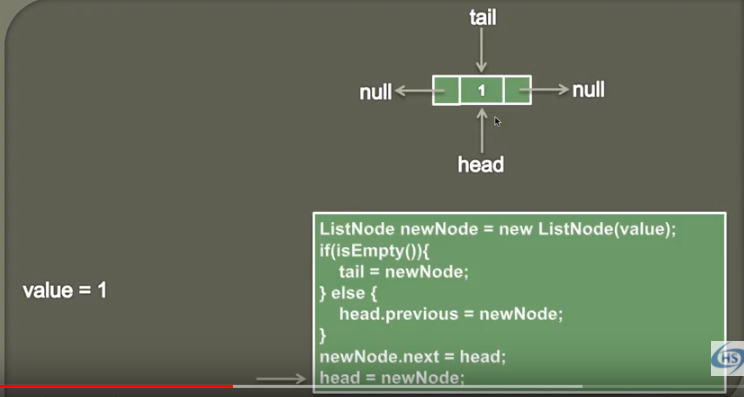 tail
null 1 null
head
value = 1
ListNode newNode = new ListNode(value);
if(isEmpty()){
tail = newNode;
} else {
head.previous = newNode;
}
newNode.next = head;
head = newNode;
HS